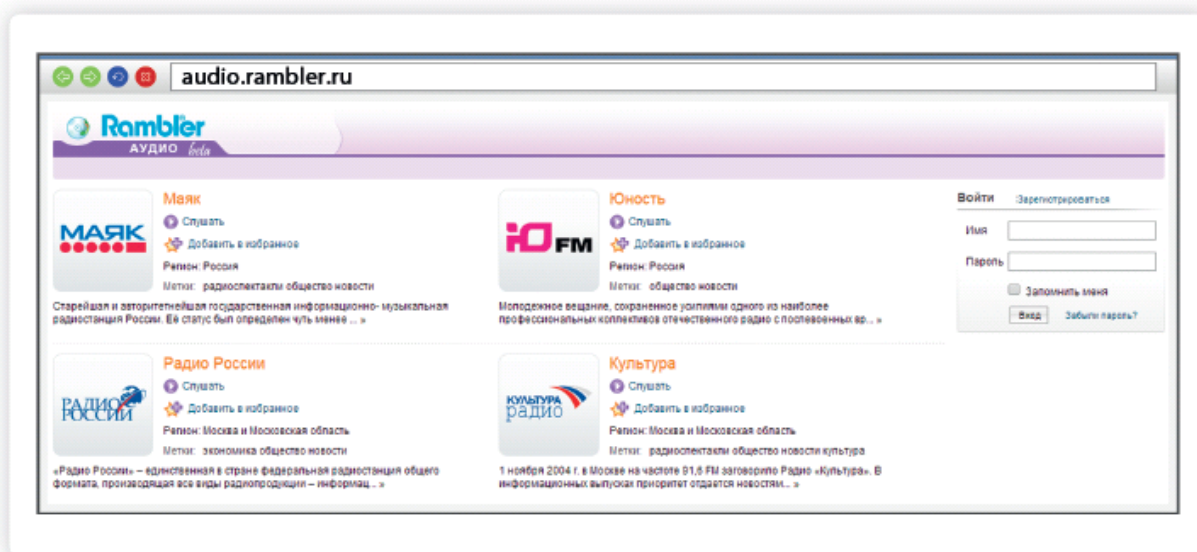 audio.rambler.ru
Rambler
АУДИО beta
Маяк
МАЯК
Слушать
Добавить в избранное
Регион: Россия
Метки: радиоспектакли общество новости
Старейшая и авторитетнейшая государственная информационно- музыкальная
радиостанция России. Её статус был определен чуть менее ... »
Юность
Ю FM
Слушать
Добавить в избранное
Регион: Россия
Метки: общество новости
Молодежное вещание, сохраненное усилиями одного из наиболее
профессиональных коллективов отечественного радио с послевоенных вр... »
Войти Зарегистрироваться
Имя
Пароль
Запомнить меня
Вход Забыли пароль?
Радио России
РАДИО
РОССИИ
Слушать
Добавить в избранное
Регион: Москва и Московская область
Метки: экономика общество новости
«Радио России» – единственная в стране федеральная радиостанция общего
формата, производящая все виды радиопродукции – информац... »
Культура
КУЛЬТУРА
радио
Слушать
Добавить в избранное
Регион: Москва и Московская область
Метки: радиоспектакли общество новости культура
1 ноября 2004 г. в Москве на частоте 91,6 FM заговорило Радио «Культура». В
информационных выпусках приоритет отдается новостям... »